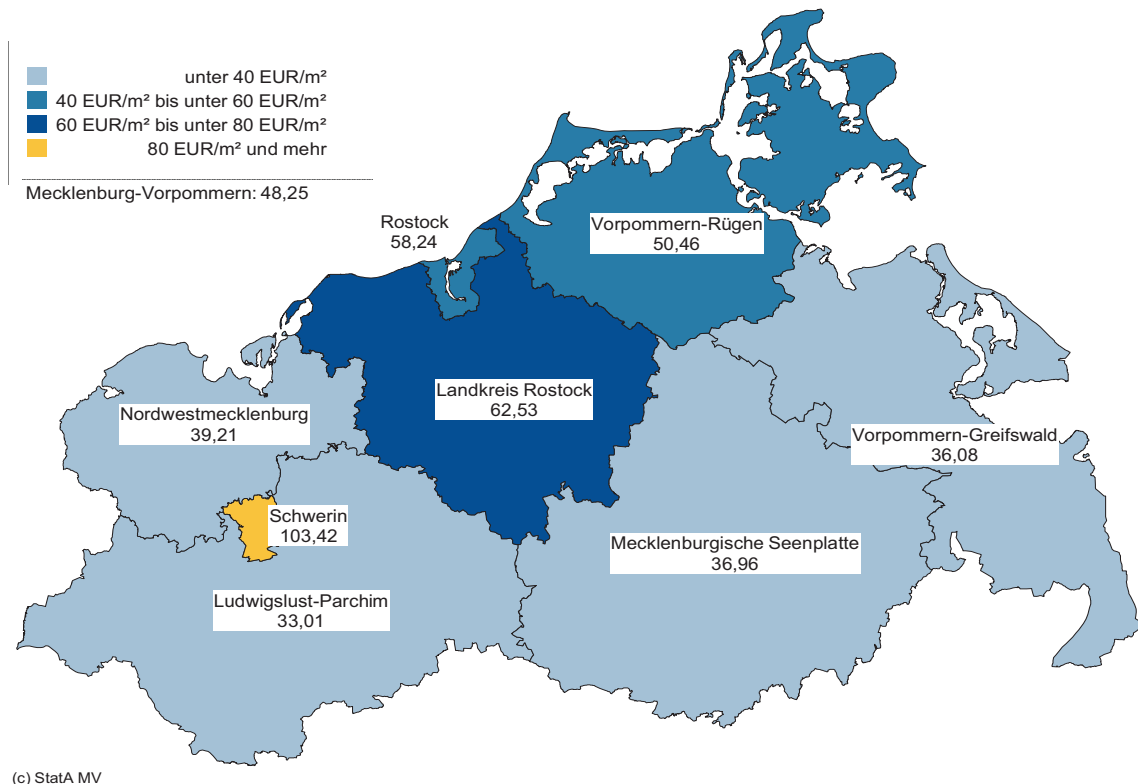 unter 40 EUR/m²
40 EUR/m² bis unter 60 EUR/m²
60 EUR/m² bis unter 80 EUR/m²
80 EUR/m² und mehr
Mecklenburg-Vorpommern: 48,25
Rostock
58,24
Vorpommern-Rügen
50,46
Landkreis Rostock
62,53
Nordwestmecklenburg
39,21
Vorpommern-Greifswald
36,08
Schwerin
103,42
Mecklenburgische Seenplatte
36,96
Ludwigslust-Parchim
33,01
(c) StatA MV